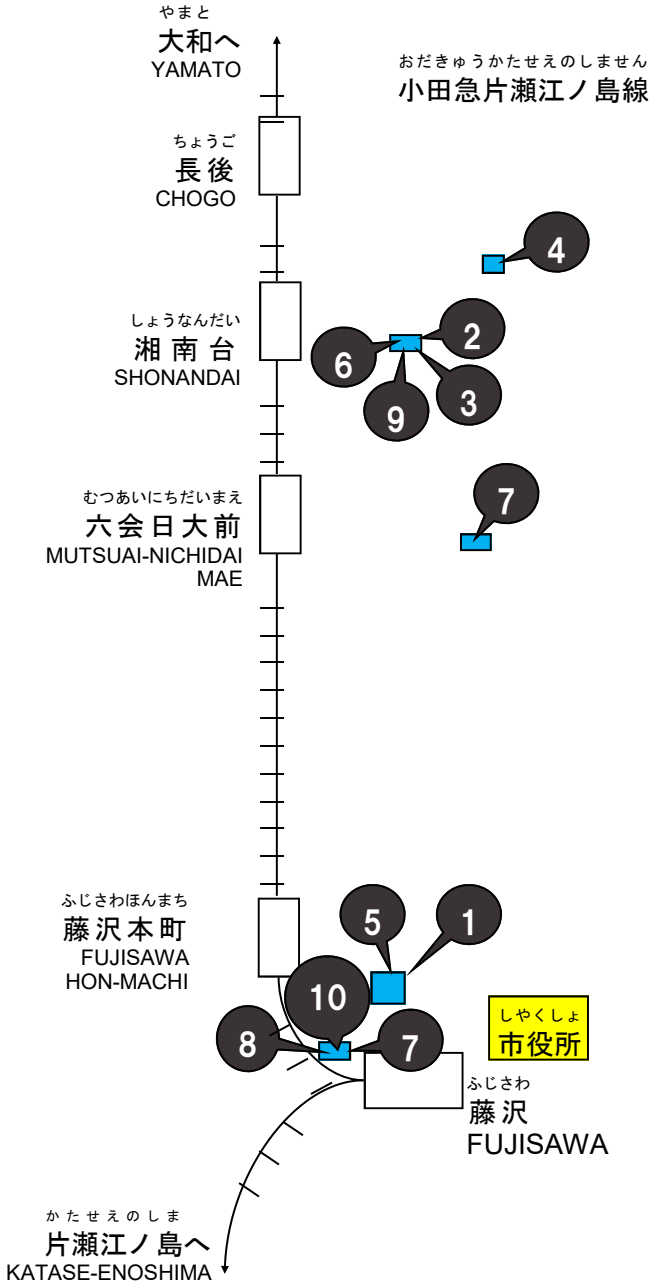 やまと
大和へ
YAMATO
おだきゅうかたせえのしません
小田急片瀬江ノ島線
ちょうご
長後
CHOGO
4
しょうなんだい
湘南台
SHONANDAI
2
6
3
9
むつあいにちだいまえ
六会日大前
MUTSUAI-NICHIDAI
MAE
7
ふじさわほんまち
藤沢本町
FUJISAWA
HON-MACHI
5
1
10
8
7
しやくしょ
市役所
ふじさわ
藤沢
FUJISAWA
かたせえのしま
片瀬江ノ島へ
KATASE-ENOSHIMA